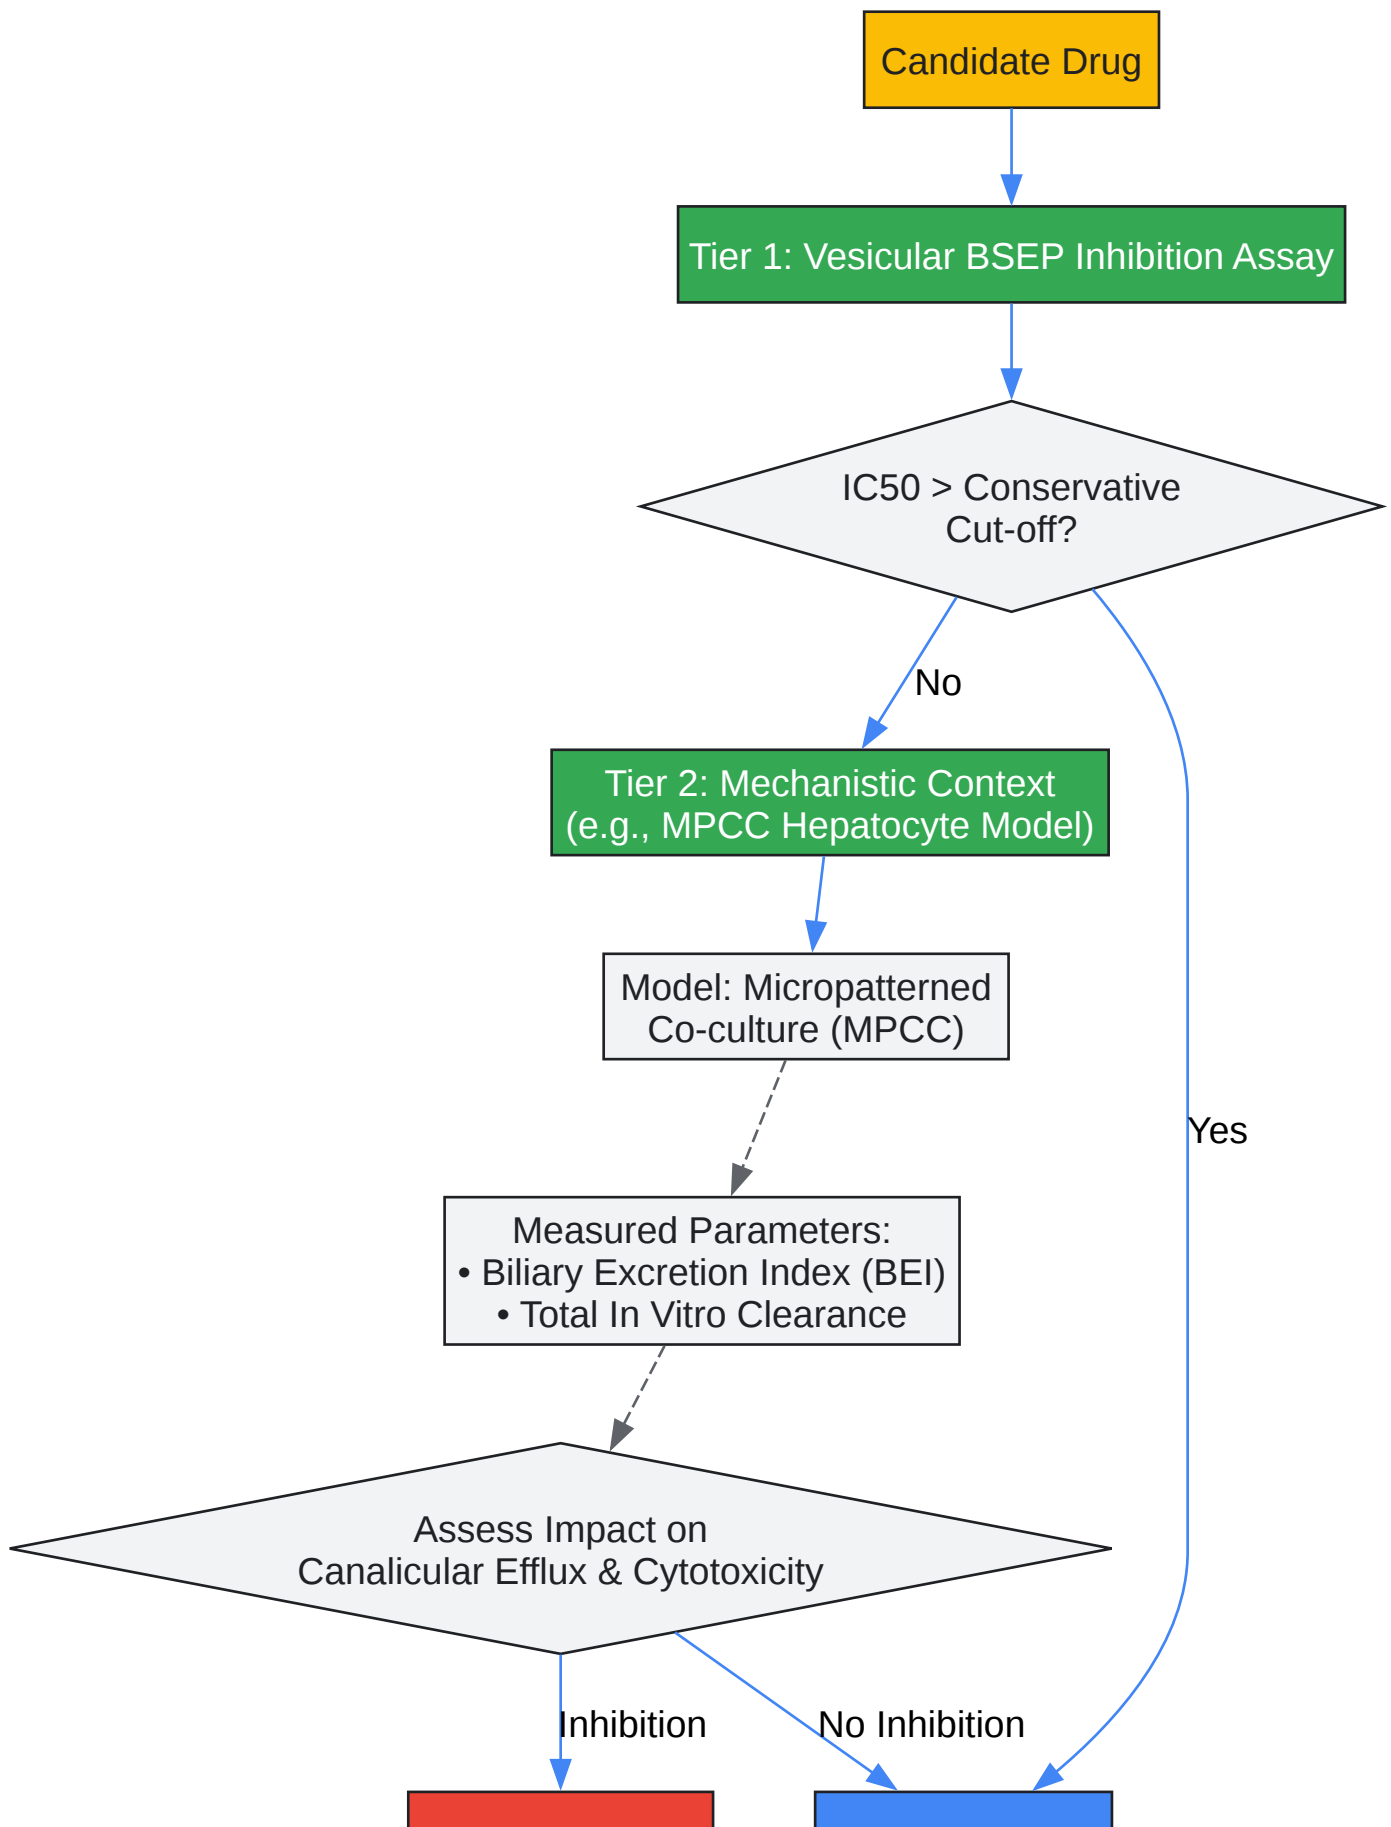 Candidate Drug
Tier 1: Vesicular BSEP Inhibition Assay
IC50 > Conservative
Cut-off?
No
Tier 2: Mechanistic Context
(e.g., MPCC Hepatocyte Model)
Model: Micropatterned
Co-culture (MPCC)
Yes
Measured Parameters:
• Biliary Excretion Index (BEI)
• Total In Vitro Clearance
Assess Impact on
Canalicular Efflux & Cytotoxicity
Inhibition
No Inhibition